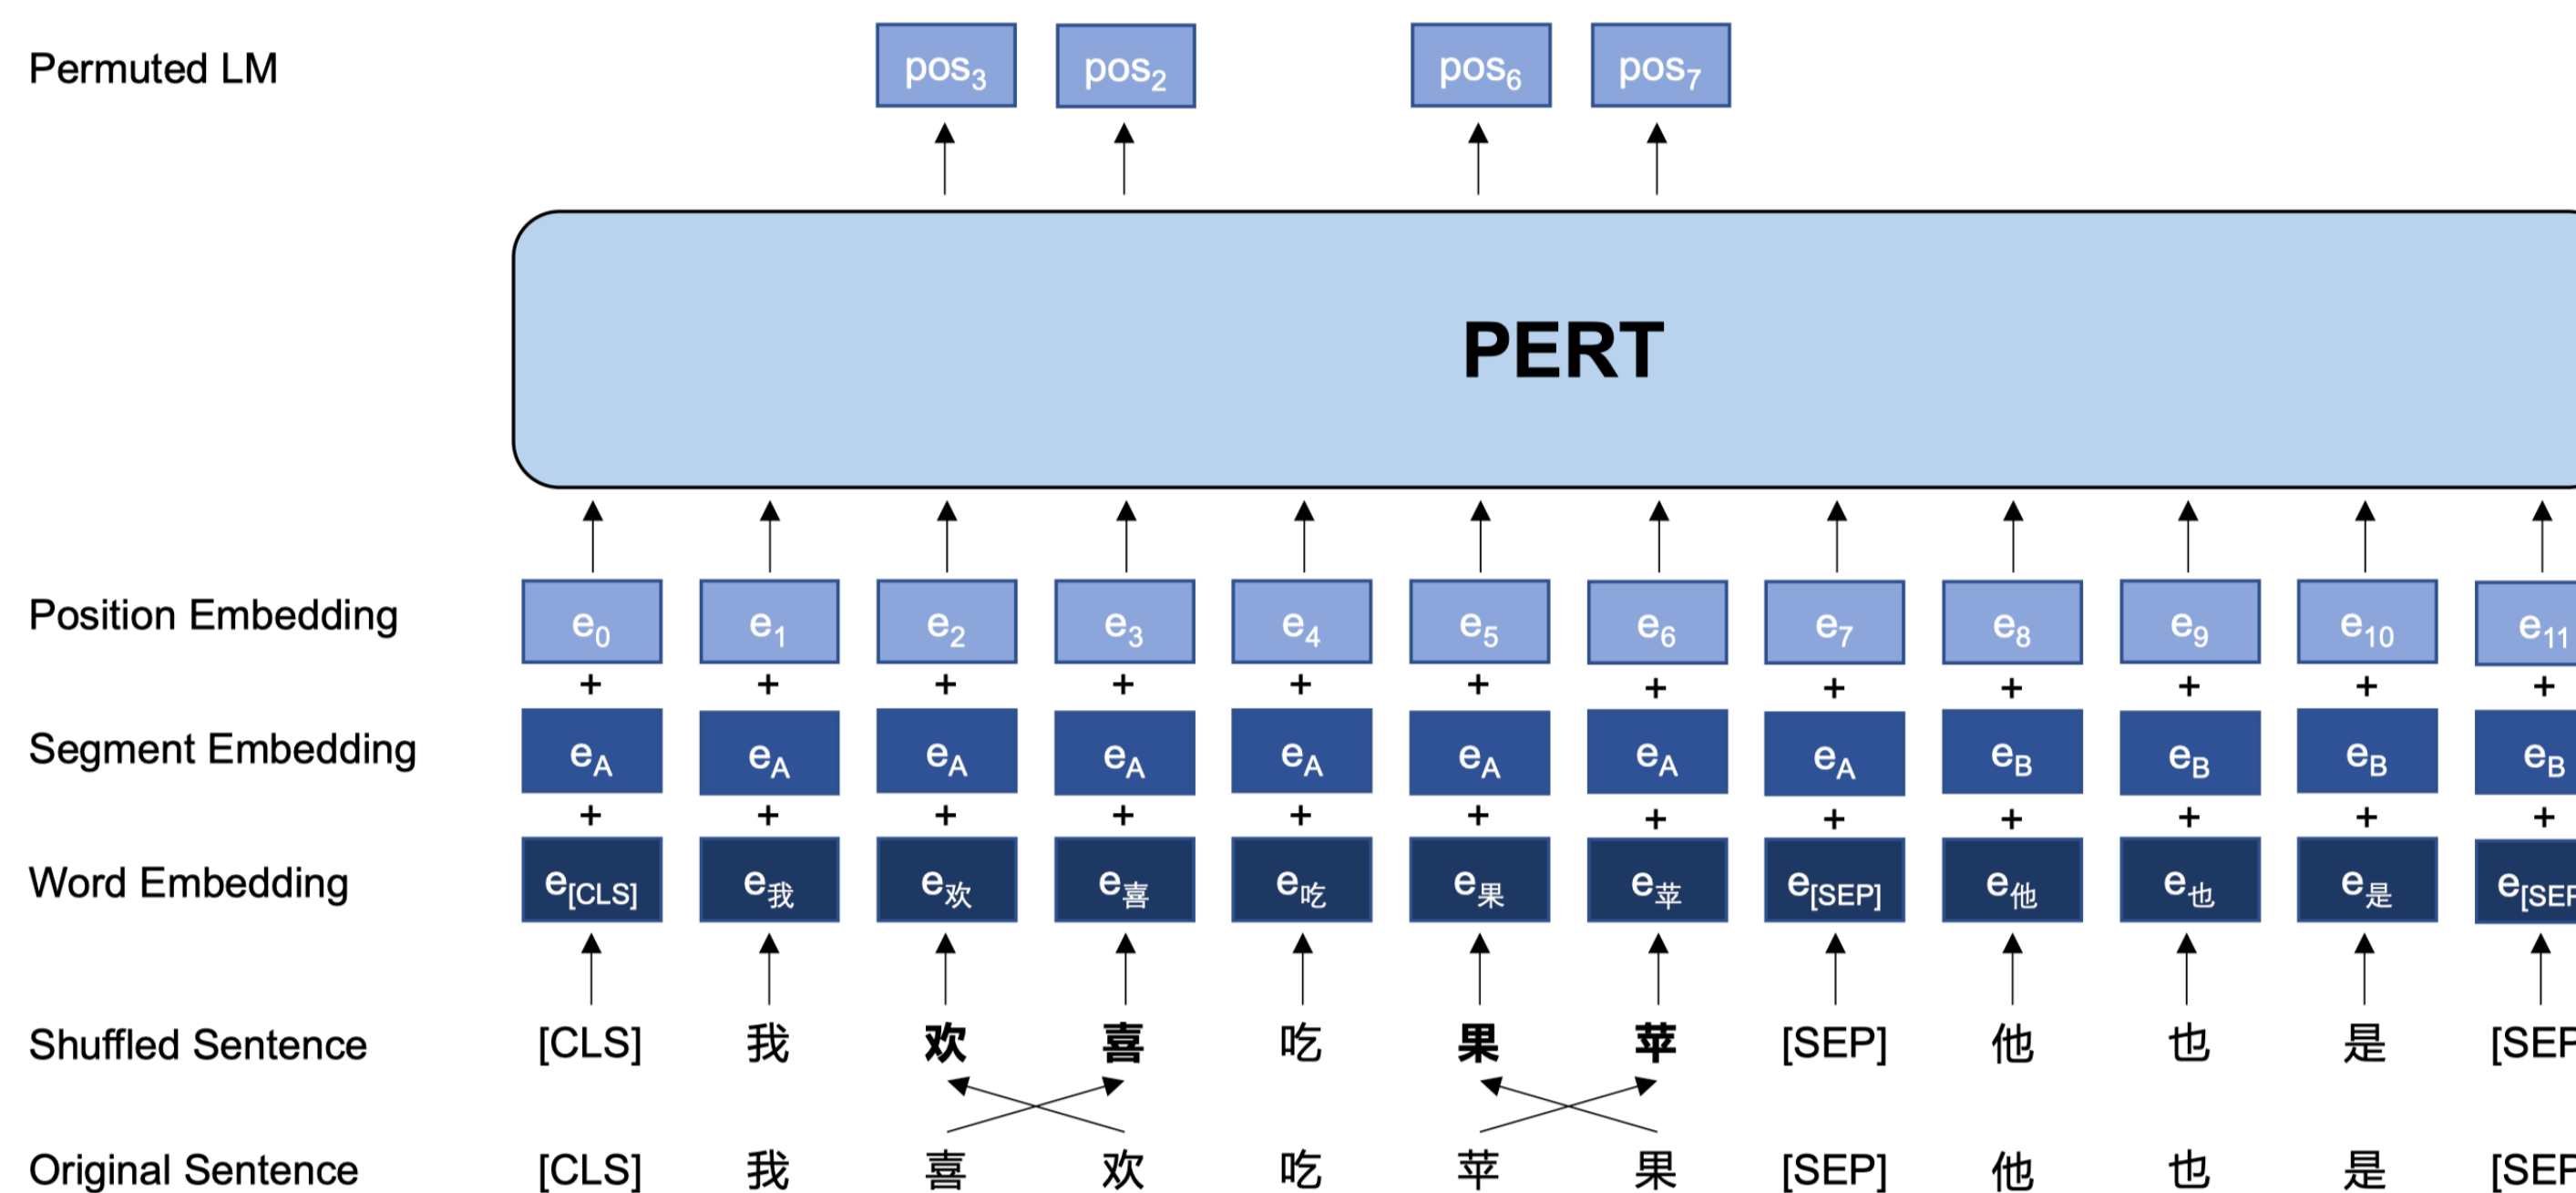 Permuted LM pos3 pos2 pos6 pos7
PERT
Position Embedding e0 e1 e2 e3 e4 e5 e6 e7 e8 e9 e10 e11
+ + + + + + + + + + + +
Segment Embedding eA eA eA eA eA eA eA eA eB eB eB eB
+ + + + + + + + + + + +
Word Embedding e[CLS] e我 e欢 e喜 e吃 e果 e苹 e[SEP] e他 e也 e是 e[SEP
Shuffled Sentence [CLS] 我 欢 喜 吃 果 苹 [SEP] 他 也 是 [SEP
Original Sentence [CLS] 我 喜 欢 吃 苹 果 [SEP] 他 也 是 [SEP